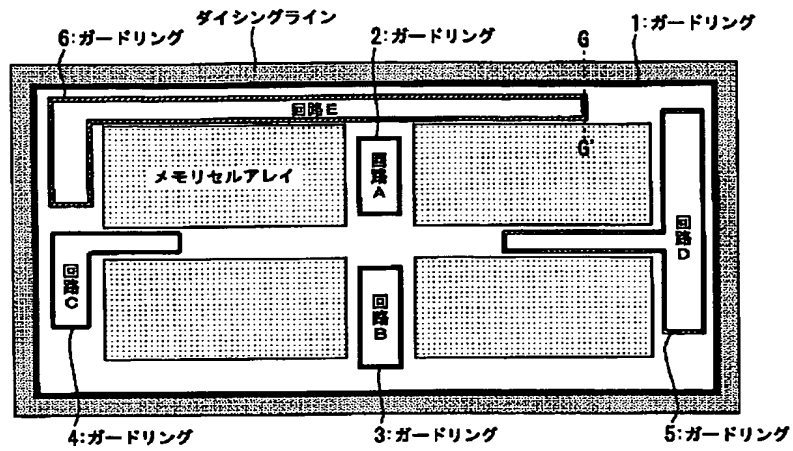 ダイシングライン
6:ガードリング
2:ガードリング
G
1:ガードリング
回路E
回路A
G'
メモリセルアレイ
回路D
回路C
回路B
4:ガードリング
3:ガードリング
5:ガードリング